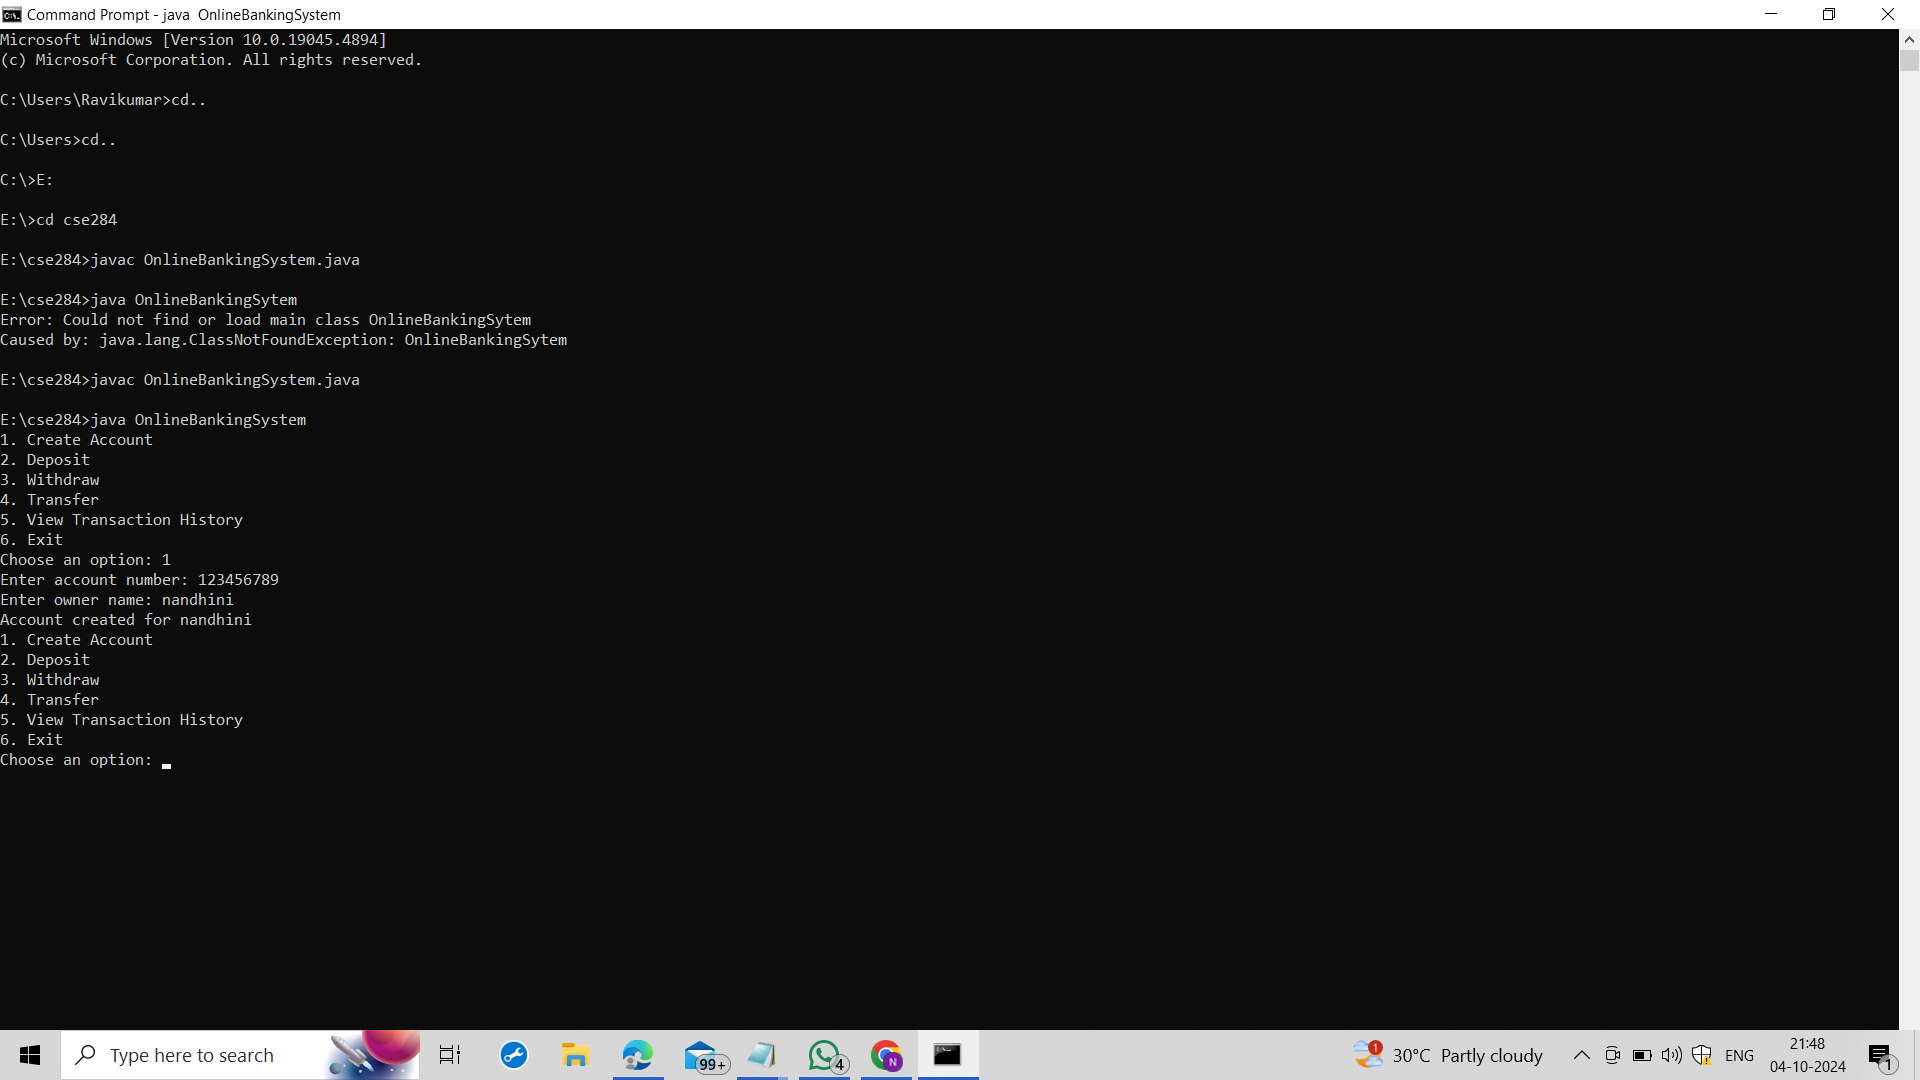 Command Prompt - java  OnlineBankingSystem
Microsoft Windows [Version 10.0.19045.4894]
(c) Microsoft Corporation. All rights reserved.
C:\Users\Ravikumar>cd..
C:\Users>cd..
C:\>E:
E:\>cd cse284
E:\cse284>javac OnlineBankingSystem.java
E:\cse284>java OnlineBankingSytem
Error: Could not find or load main class OnlineBankingSytem
Caused by: java.lang.ClassNotFoundException: OnlineBankingSytem
E:\cse284>javac OnlineBankingSystem.java
E:\cse284>java OnlineBankingSystem
1. Create Account
2. Deposit
3. Withdraw
4. Transfer
5. View Transaction History
6. Exit
Choose an option: 1
Enter account number: 123456789
Enter owner name: nandhini
Account created for nandhini
1. Create Account
2. Deposit
3. Withdraw
4. Transfer
5. View Transaction History
6. Exit
Choose an option:
Type here to search
99+
4
N
1
30°C  Partly cloudy
ENG
21:48
04-10-2024
1